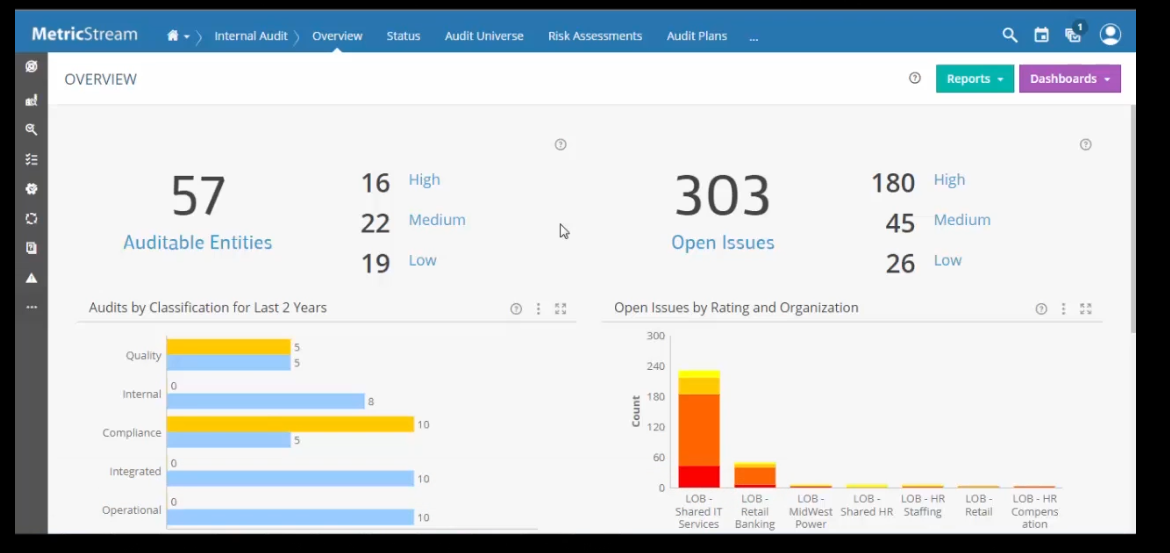 MetricStream
Internal Audit
Overview
Status
Audit Universe
Risk Assessments
Audit Plans
...
1
OVERVIEW
Reports
Dashboards
57
Auditable Entities
16 High
22 Medium
19 Low
303
Open Issues
180 High
45 Medium
26 Low
Audits by Classification for Last 2 Years
Quality
5
5
Internal
0
8
Compliance
10
5
Integrated
0
10
Operational
0
10
Open Issues by Rating and Organization
Count
300
240
180
120
60
0
LOB -
Shared IT
Services
LOB -
Retail
Banking
LOB -
MidWest
Power
LOB -
Shared HR
LOB - HR
Staffing
LOB -
Retail
LOB - HR
Compens
ation